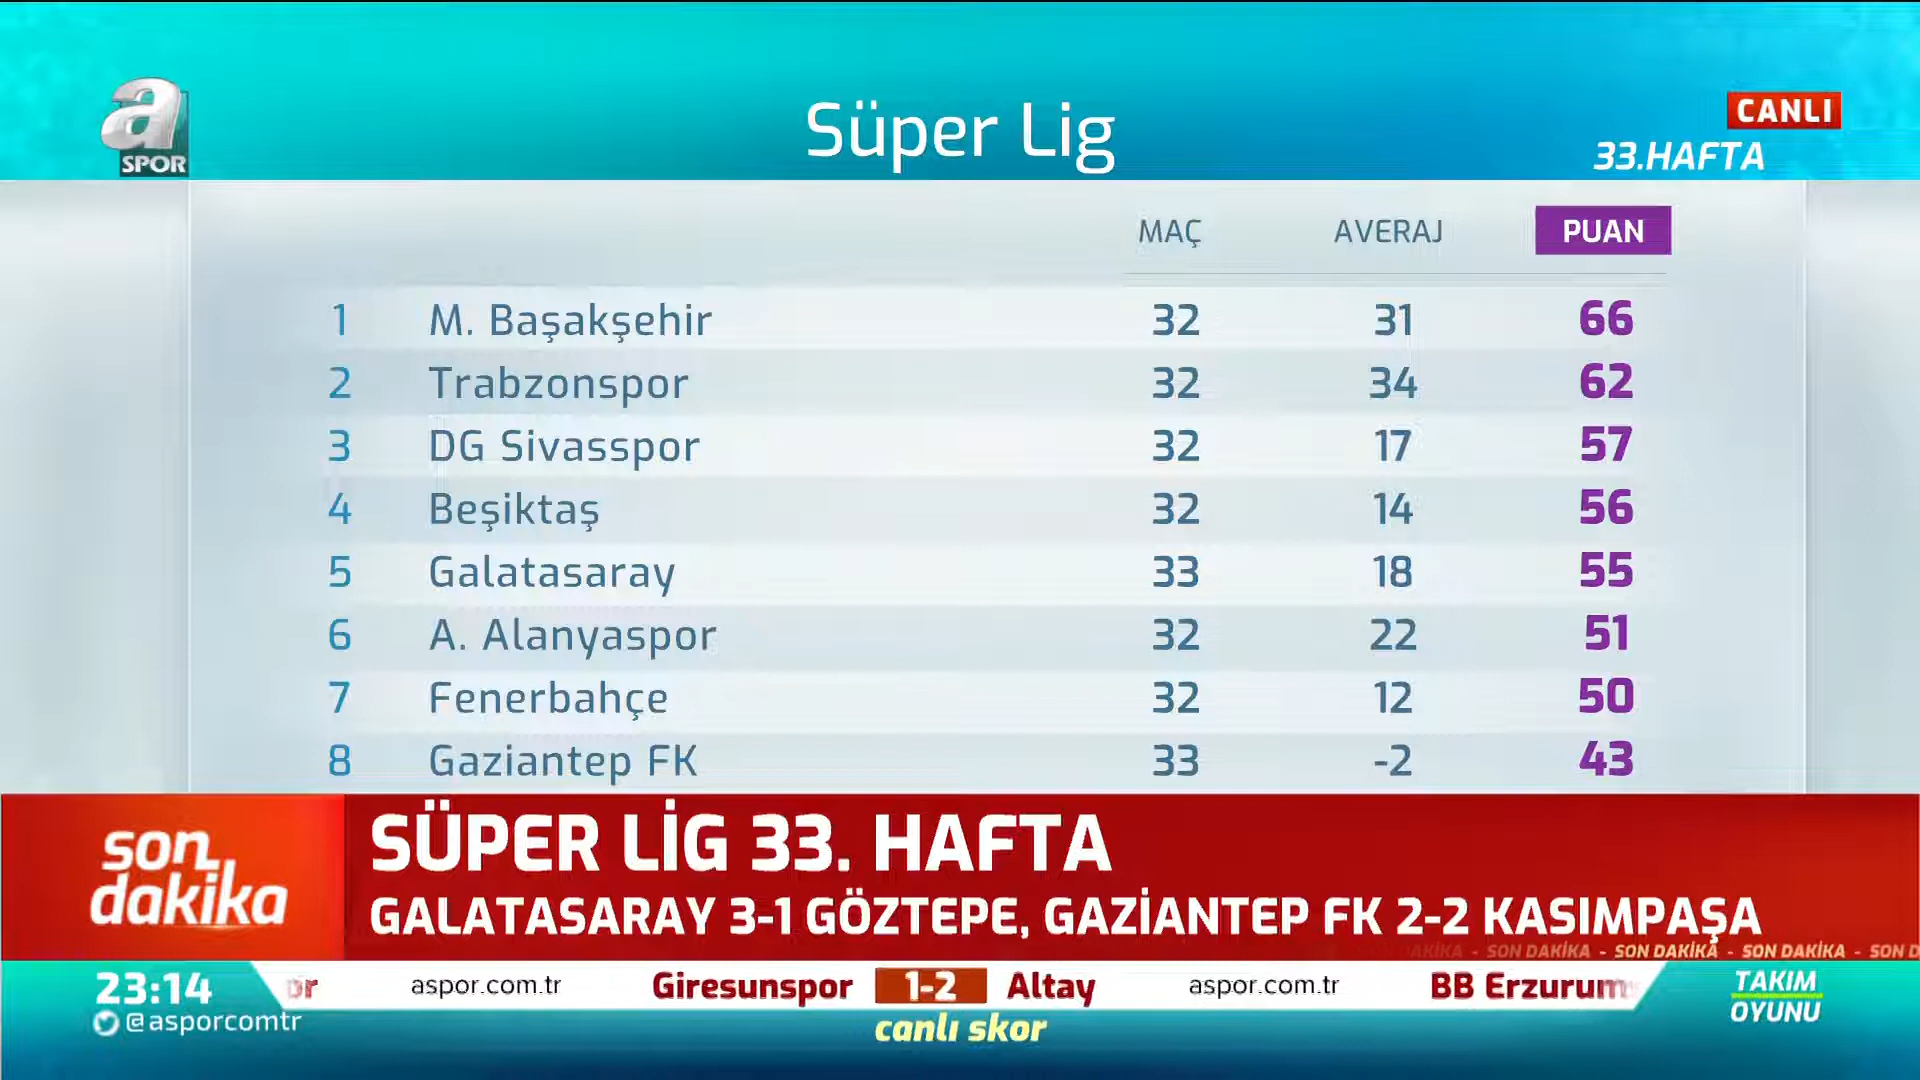 a
SPOR
Süper Lig
CANLI
33.HAFTA
MAÇ AVERAJ PUAN
1 M. Başakşehir 32 31 66
2 Trabzonspor 32 34 62
3 DG Sivasspor 32 17 57
4 Beşiktaş 32 14 56
5 Galatasaray 33 18 55
6 A. Alanyaspor 32 22 51
7 Fenerbahçe 32 12 50
8 Gaziantep FK 33 -2 43
son
dakika
SÜPER LİG 33. HAFTA
GALATASARAY 3-1 GÖZTEPE, GAZİANTEP FK 2-2 KASIMPAŞA
- SON DAKİKA - SON DAKİKA - SON DAKİKA - SON D
23:14 aspor.com.tr Giresunspor 1-2 Altay aspor.com.tr BB Erzurum
@asporcomtr
canlı skor
TAKIM
OYUNU